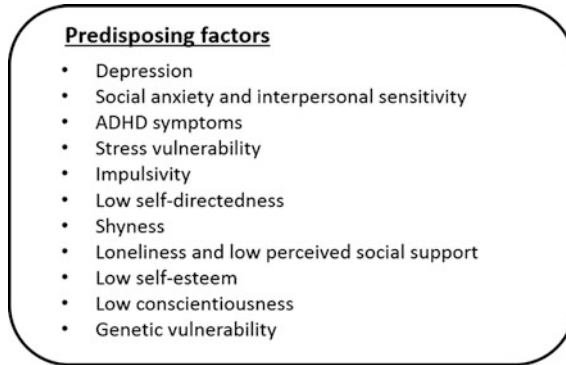 Predisposing factors
• Depression
• Social anxiety and interpersonal sensitivity
• ADHD symptoms
• Stress vulnerability
• Impulsivity
• Low self-directedness
• Shyness
• Loneliness and low perceived social support
• Low self-esteem
• Low conscientiousness
• Genetic vulnerability